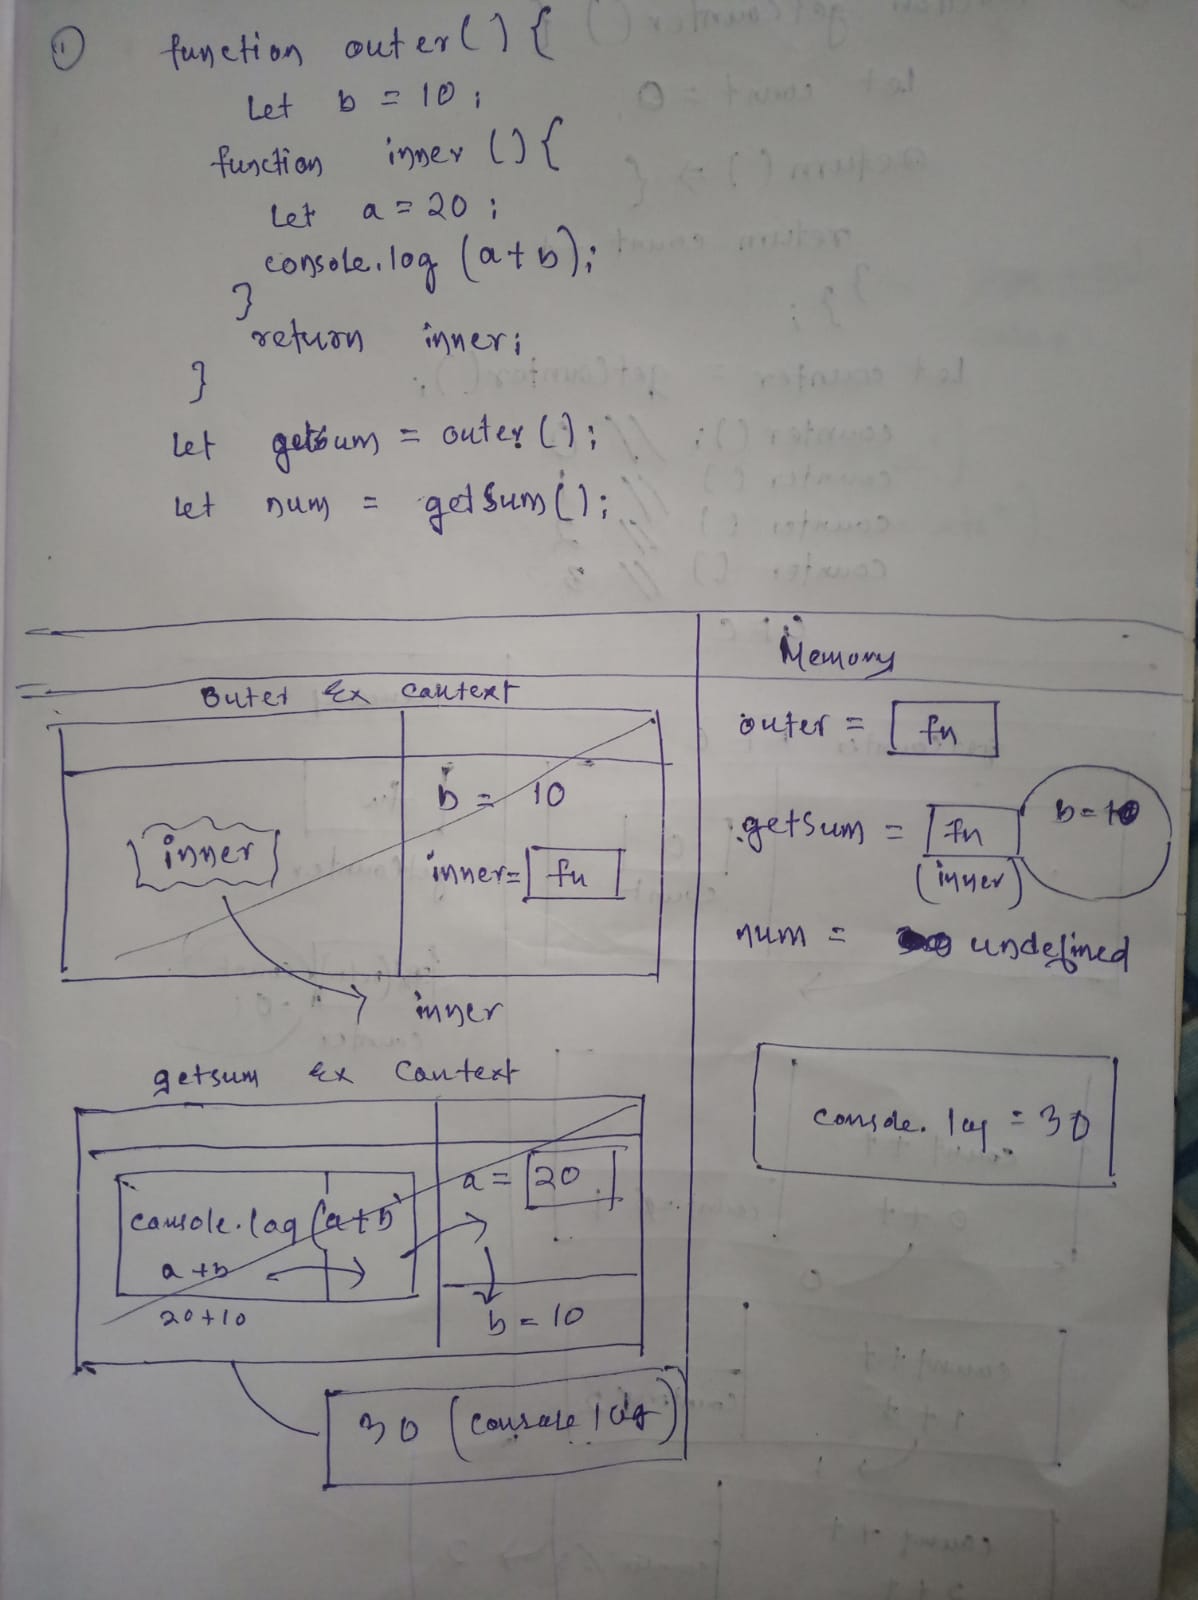 1
function outer() {
Let b = 10;
function inner () {
Let a = 20;
console.log (a+b);
}
return inner;
}
Let getsum = outer();
Let num = getSum();
Memory
Outer Ex Context
outer = fn
b = 10
inner
inner = fn
getsum = fn b = 10
(inner)
num = undefined
inner
getsum Ex Context
console.log = 30
a = 20
console.log (a+b
a+b
20+10
b = 10
30 (console log)